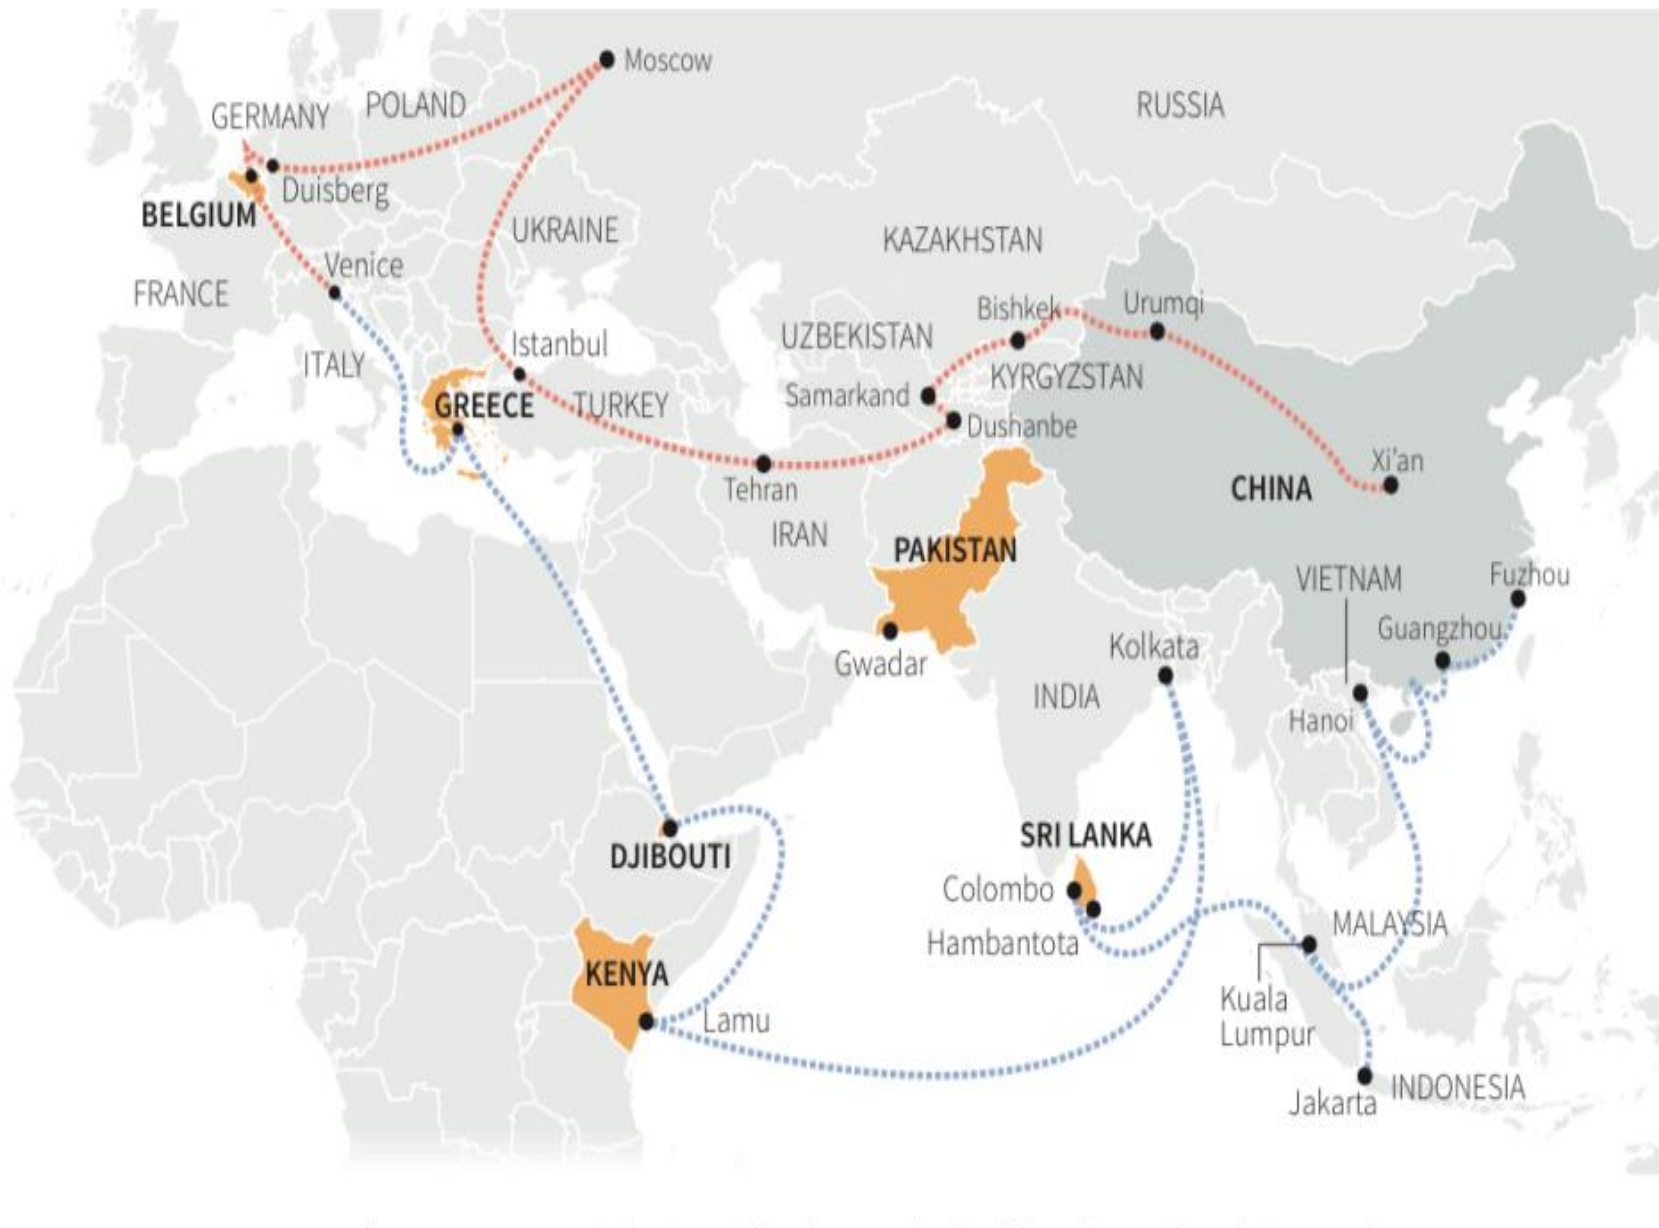 Moscow
RUSSIA
POLAND
GERMANY
Duisberg
BELGIUM
UKRAINE
KAZAKHSTAN
Venice
FRANCE
Bishkek
Urumqi
UZBEKISTAN
Istanbul
ITALY
KYRGYZSTAN
Samarkand
GREECE
TURKEY
Dushanbe
Xi'an
Tehran
CHINA
IRAN
PAKISTAN
VIETNAM
Fuzhou
Guangzhou
Kolkata
Gwadar
INDIA
Hanoi
SRI LANKA
DJIBOUTI
Colombo
MALAYSIA
Hambantota
KENYA
Kuala
Lumpur
Lamu
INDONESIA
Jakarta